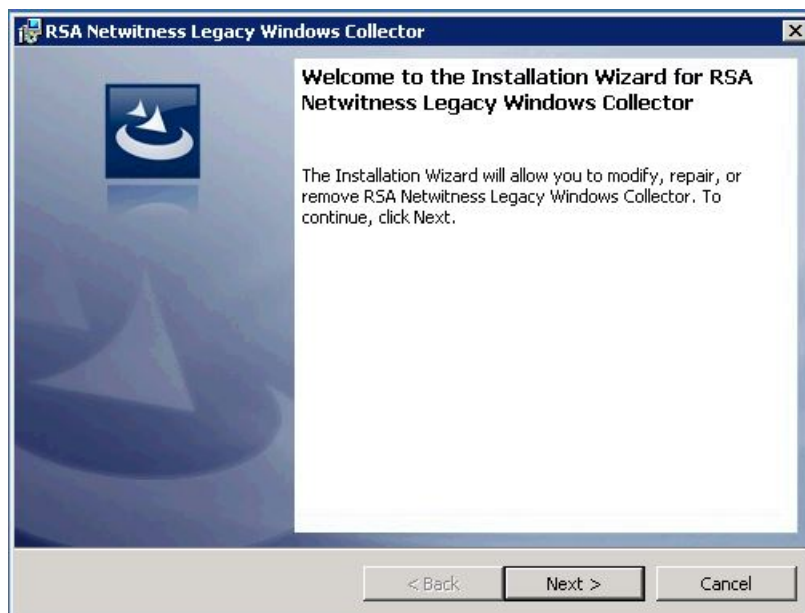 RSA Netwitness Legacy Windows Collector
Welcome to the Installation Wizard for RSA
Netwitness Legacy Windows Collector
The Installation Wizard will allow you to modify, repair, or
remove RSA Netwitness Legacy Windows Collector. To
continue, click Next.
< Back
Next >
Cancel